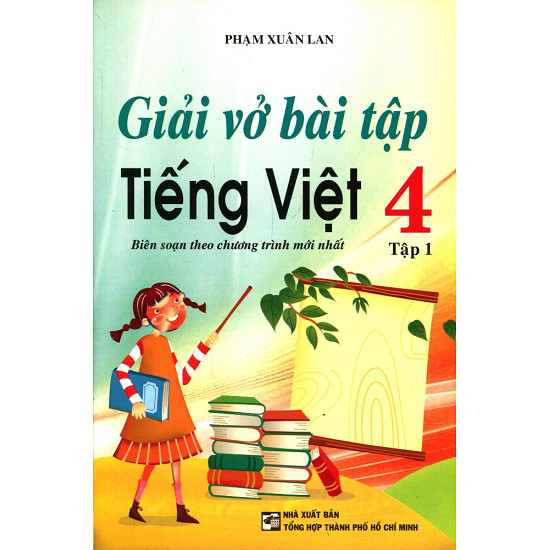 PHẠM XUÂN LAN
Giải vở bài tập
Tiếng Việt 4
Biên soạn theo chương trình mới nhất
Tập 1
NHÀ XUẤT BẢN
TỔNG HỢP THÀNH PHỐ HỒ CHÍ MINH